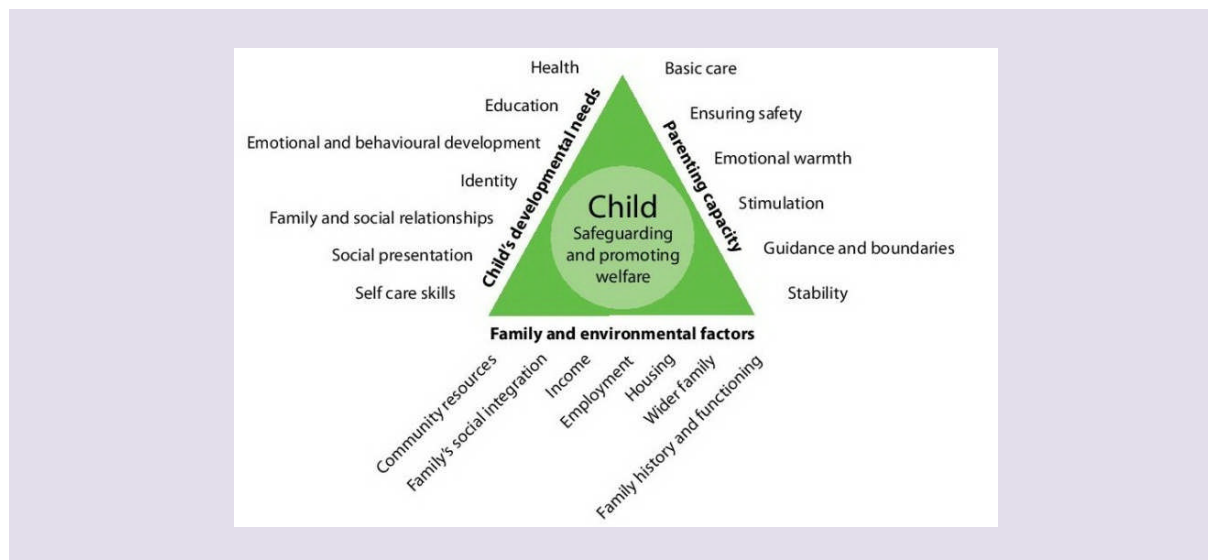 Health
Education
Emotional and behavioural development
Identity
Family and social relationships
Social presentation
Self care skills
Child's developmental needs
Child
Safeguarding
and promoting
welfare
Parenting capacity
Basic care
Ensuring safety
Emotional warmth
Stimulation
Guidance and boundaries
Stability
Family and environmental factors
Community resources
Family's social integration
Income
Employment
Housing
Wider family
Family history and functioning